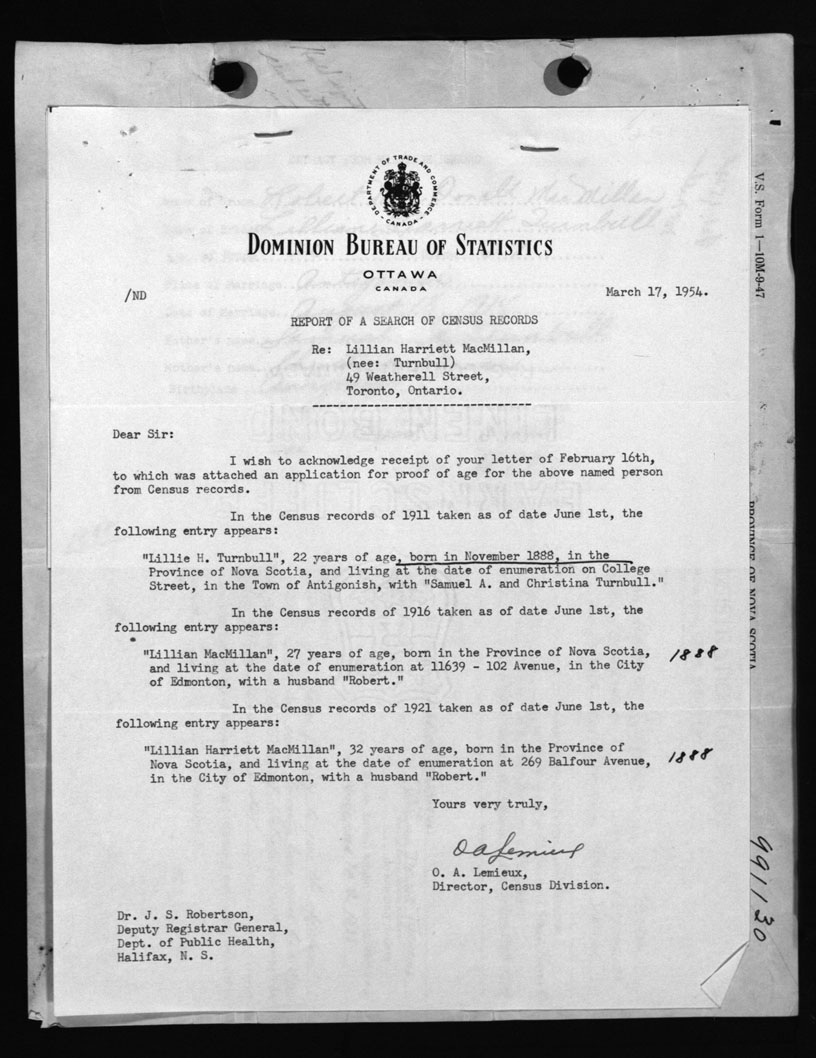 DEPARTMENT OF TRADE AND COMMERCE
CANADA
DOMINION BUREAU OF STATISTICS
OTTAWA
CANADA
/ND
March 17, 1954.
REPORT OF A SEARCH OF CENSUS RECORDS
Re: Lillian Harriett MacMillan,
(nee: Turnbull)
49 Weatherell Street,
Toronto, Ontario.
Dear Sir:
I wish to acknowledge receipt of your letter of February 16th,
to which was attached an application for proof of age for the above named person
from Census records.
In the Census records of 1911 taken as of date June 1st, the
following entry appears:
"Lillie H. Turnbull", 22 years of age, born in November 1888, in the
Province of Nova Scotia, and living at the date of enumeration on College
Street, in the Town of Antigonish, with "Samuel A. and Christina Turnbull."
In the Census records of 1916 taken as of date June 1st, the
following entry appears:
"Lillian MacMillan", 27 years of age, born in the Province of Nova Scotia,
and living at the date of enumeration at 11639 - 102 Avenue, in the City
of Edmonton, with a husband "Robert."
1888
In the Census records of 1921 taken as of date June 1st, the
following entry appears:
"Lillian Harriett MacMillan", 32 years of age, born in the Province of
Nova Scotia, and living at the date of enumeration at 269 Balfour Avenue,
in the City of Edmonton, with a husband "Robert."
1888
Yours very truly,
O A Lemieux
O. A. Lemieux,
Director, Census Division.
Dr. J. S. Robertson,
Deputy Registrar General,
Dept. of Public Health,
Halifax, N. S.
V.S. Form 1—10M-9-47
PROVINCE OF NOVA SCOTIA
991130